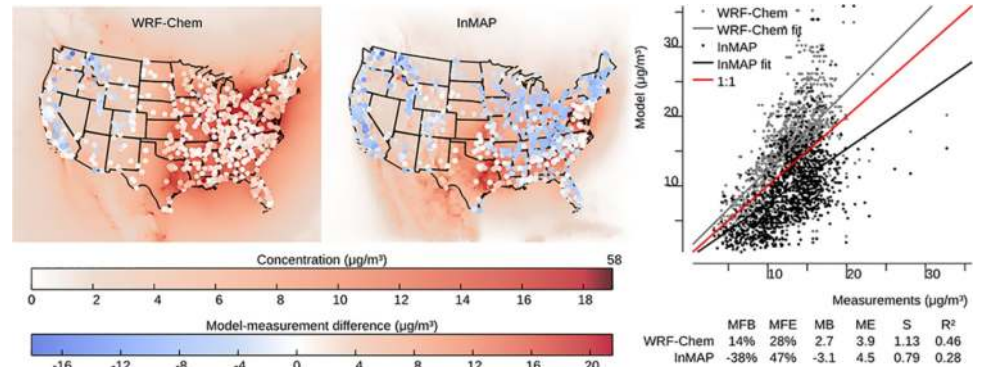 WRF-Chem
InMAP
Concentration (µg/m³)
58
0 2 4 6 8 10 12 14 16 18
Model-measurement difference (µg/m³)
-16 -12 -8 -4 0 4 8 12 16 20
Model (µg/m³)
30
20
10
WRF-Chem
WRF-Chem fit
InMAP
InMAP fit
1:1
10 20 30
Measurements (µg/m³)
MFB MFE MB ME S R²
WRF-Chem 14% 28% 2.7 3.9 1.13 0.46
InMAP -38% 47% -3.1 4.5 0.79 0.28